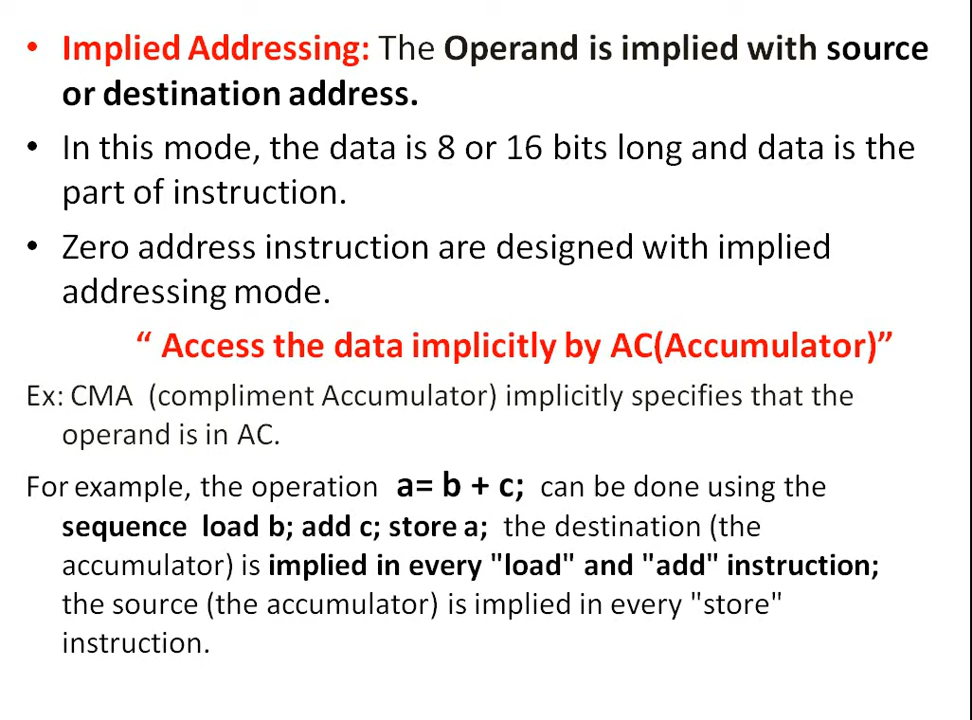 • Implied Addressing: The Operand is implied with source
or destination address.
• In this mode, the data is 8 or 16 bits long and data is the
part of instruction.
• Zero address instruction are designed with implied
addressing mode.
“ Access the data implicitly by AC(Accumulator)”
Ex: CMA (compliment Accumulator) implicitly specifies that the
operand is in AC.
For example, the operation a= b + c; can be done using the
sequence load b; add c; store a; the destination (the
accumulator) is implied in every "load" and "add" instruction;
the source (the accumulator) is implied in every "store"
instruction.